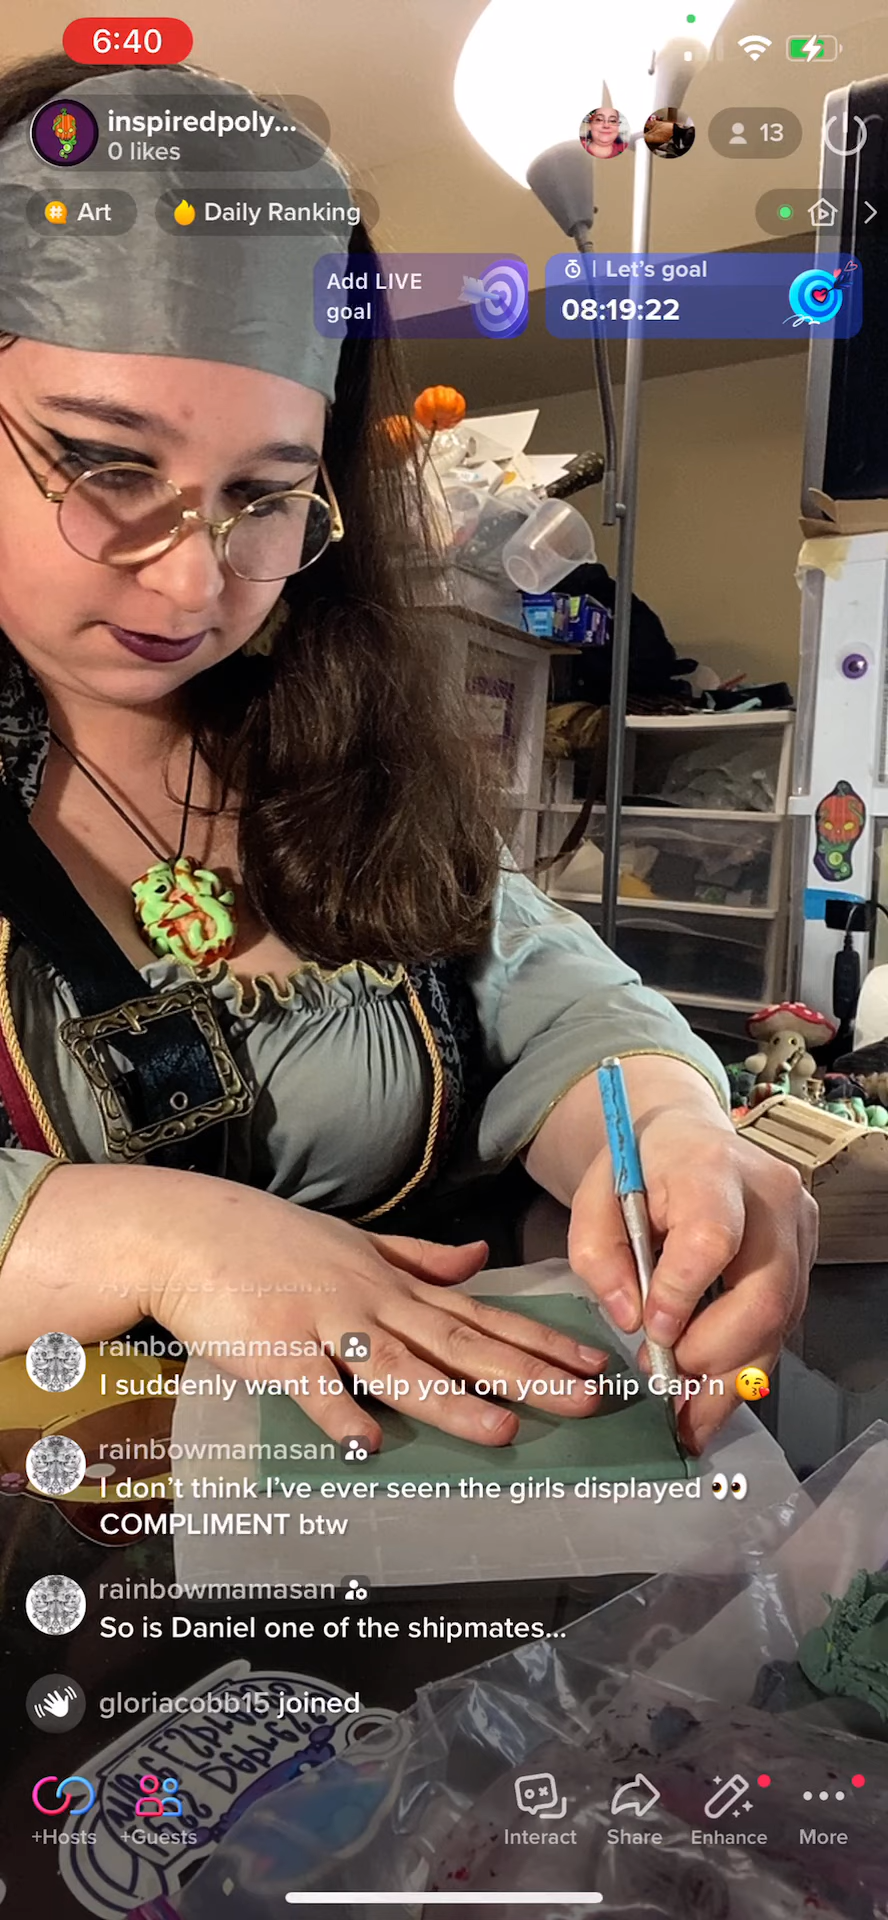 6:40
inspiredpoly...
0 likes
13
Art
Daily Ranking
Add LIVE
goal
Let's goal
08:19:22
Ayeeeee captain...
rainbowmamasan
I suddenly want to help you on your ship Cap'n 😘
rainbowmamasan
I don't think I've ever seen the girls displayed 👀
COMPLIMENT btw
rainbowmamasan
So is Daniel one of the shipmates...
gloriacobb15 joined
+Hosts
+Guests
Interact
Share
Enhance
More